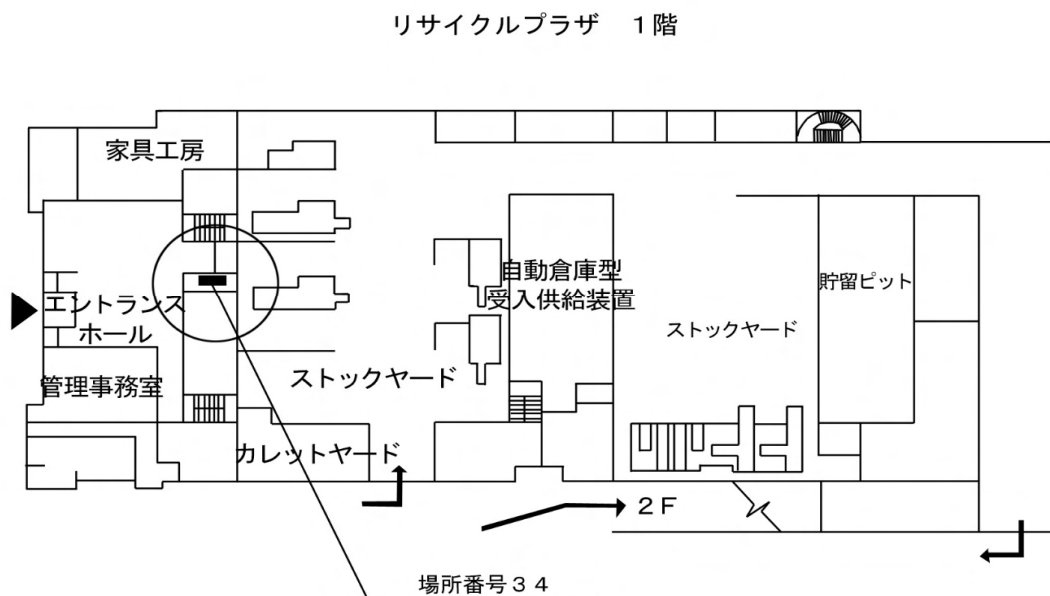 リサイクルプラザ　１階
家具工房
自動倉庫型
受入供給装置
貯留ピット
エントランス
ホール
ストックヤード
管理事務室
ストックヤード
カレットヤード
２Ｆ
場所番号３４